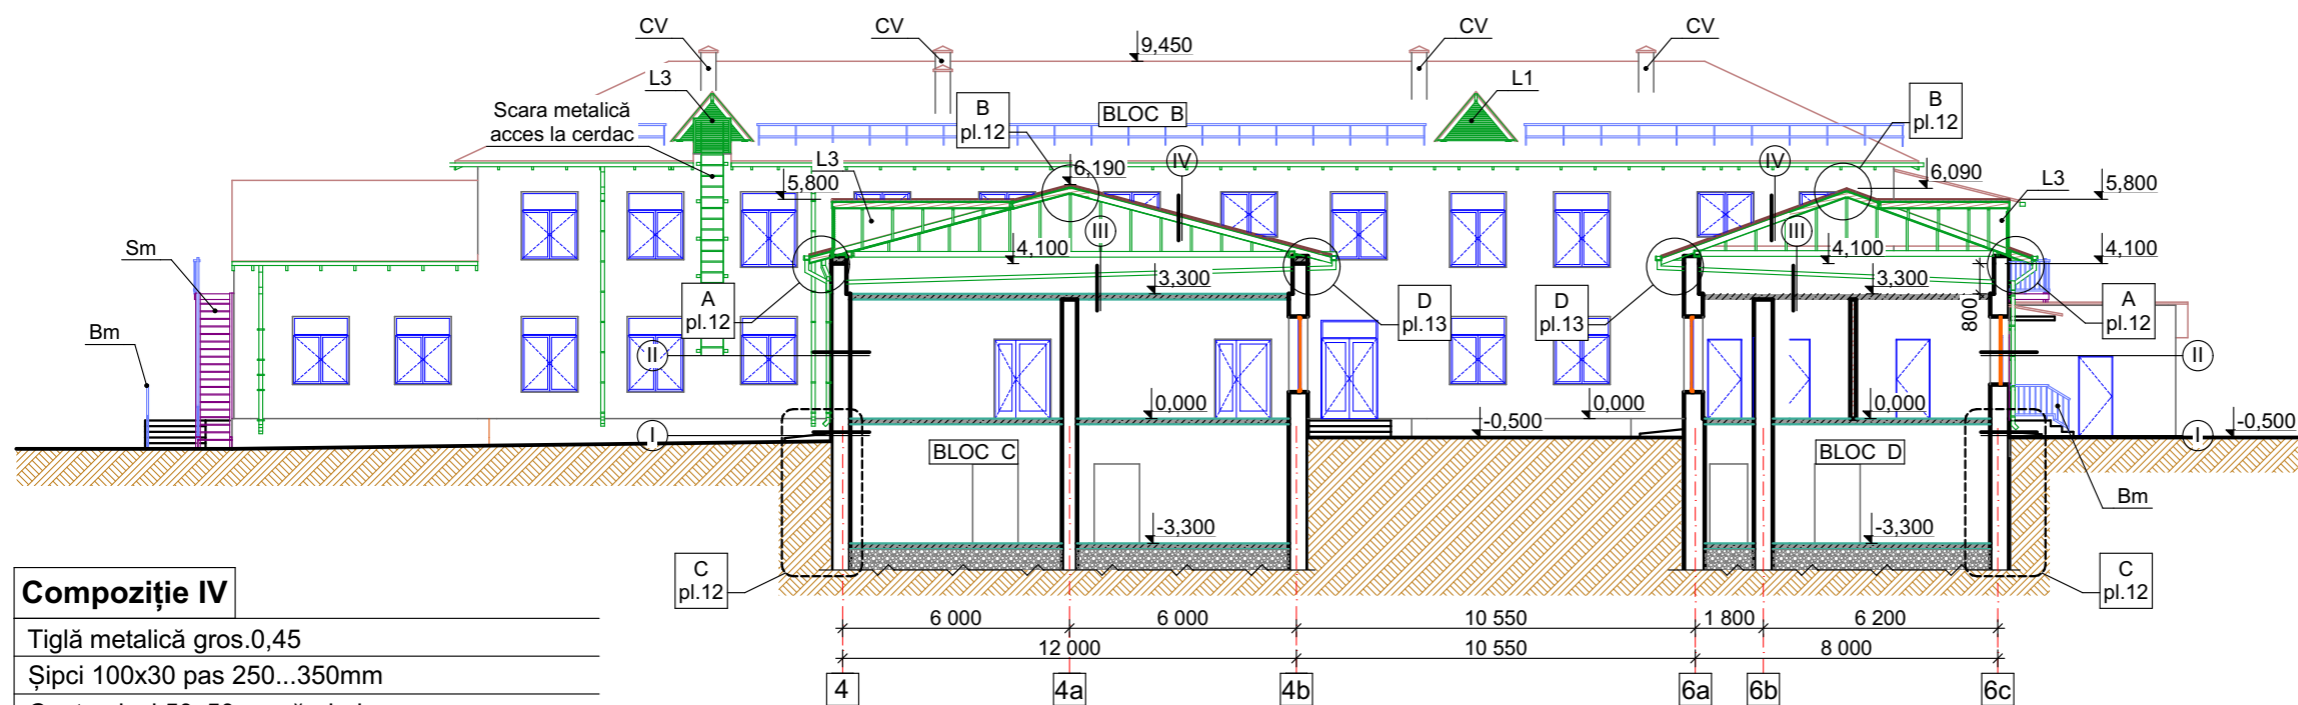 CV
CV
CV
CV
9,450
L3
L1
Scara metalică
acces la cerdac
B
pl.12
BLOC B
B
pl.12
L3
IV
IV
6,190
5,800
6,090
L3
5,800
Sm
III
III
4,100
4,100
4,100
3,300
3,300
800
A
pl.12
D
pl.13
D
pl.13
A
pl.12
Bm
II
II
0,000
0,000
0,000
-0,500
-0,500
I
I
BLOC C
BLOC D
Bm
-3,300
-3,300
C
pl.12
C
pl.12
Compoziție IV
Tiglă metalică gros.0,45
Șipci 100x30 pas 250...350mm
6 000
6 000
10 550
1 800
6 200
12 000
10 550
8 000
4
4a
4b
6a
6b
6c